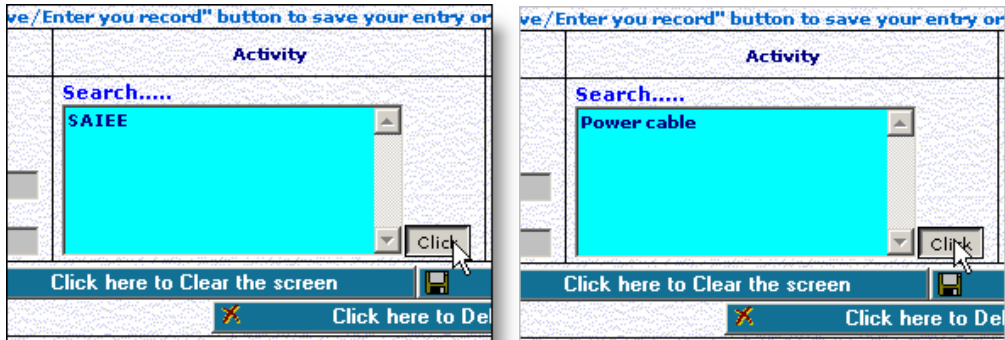 ve/Enter you record" button to save your entry or
Activity
Search.....
SAIEE
Click
Click here to Clear the screen
Click here to Del
ve/Enter you record" button to save your entry or
Activity
Search.....
Power cable
Click
Click here to Clear the screen
Click here to Del